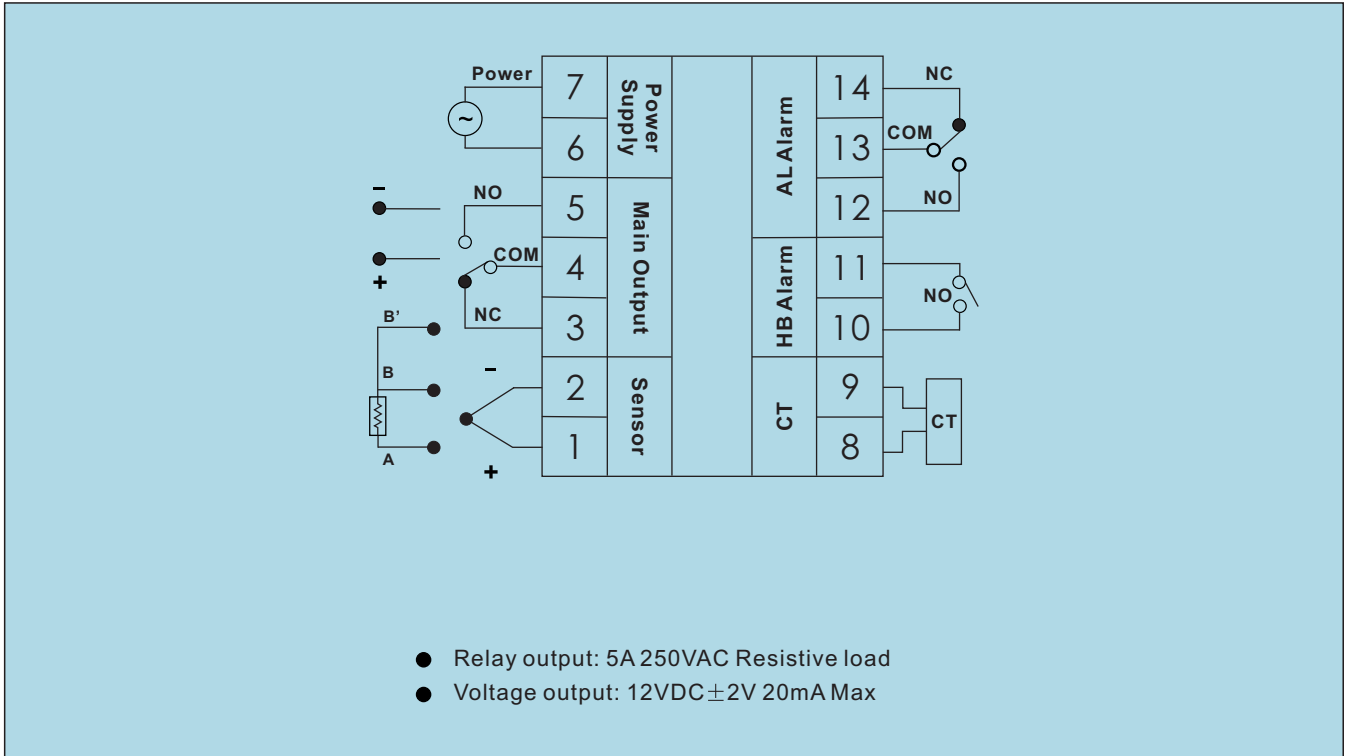 Power
7
6
Power Supply
−
+
NO
COM
NC
5
4
3
Main Output
B'
B
A
−
+
2
1
Sensor
AL Alarm
14
13
12
NC
COM
NO
HB Alarm
11
10
NO
CT
9
8
CT
Relay output: 5A 250VAC Resistive load
Voltage output: 12VDC±2V 20mA Max